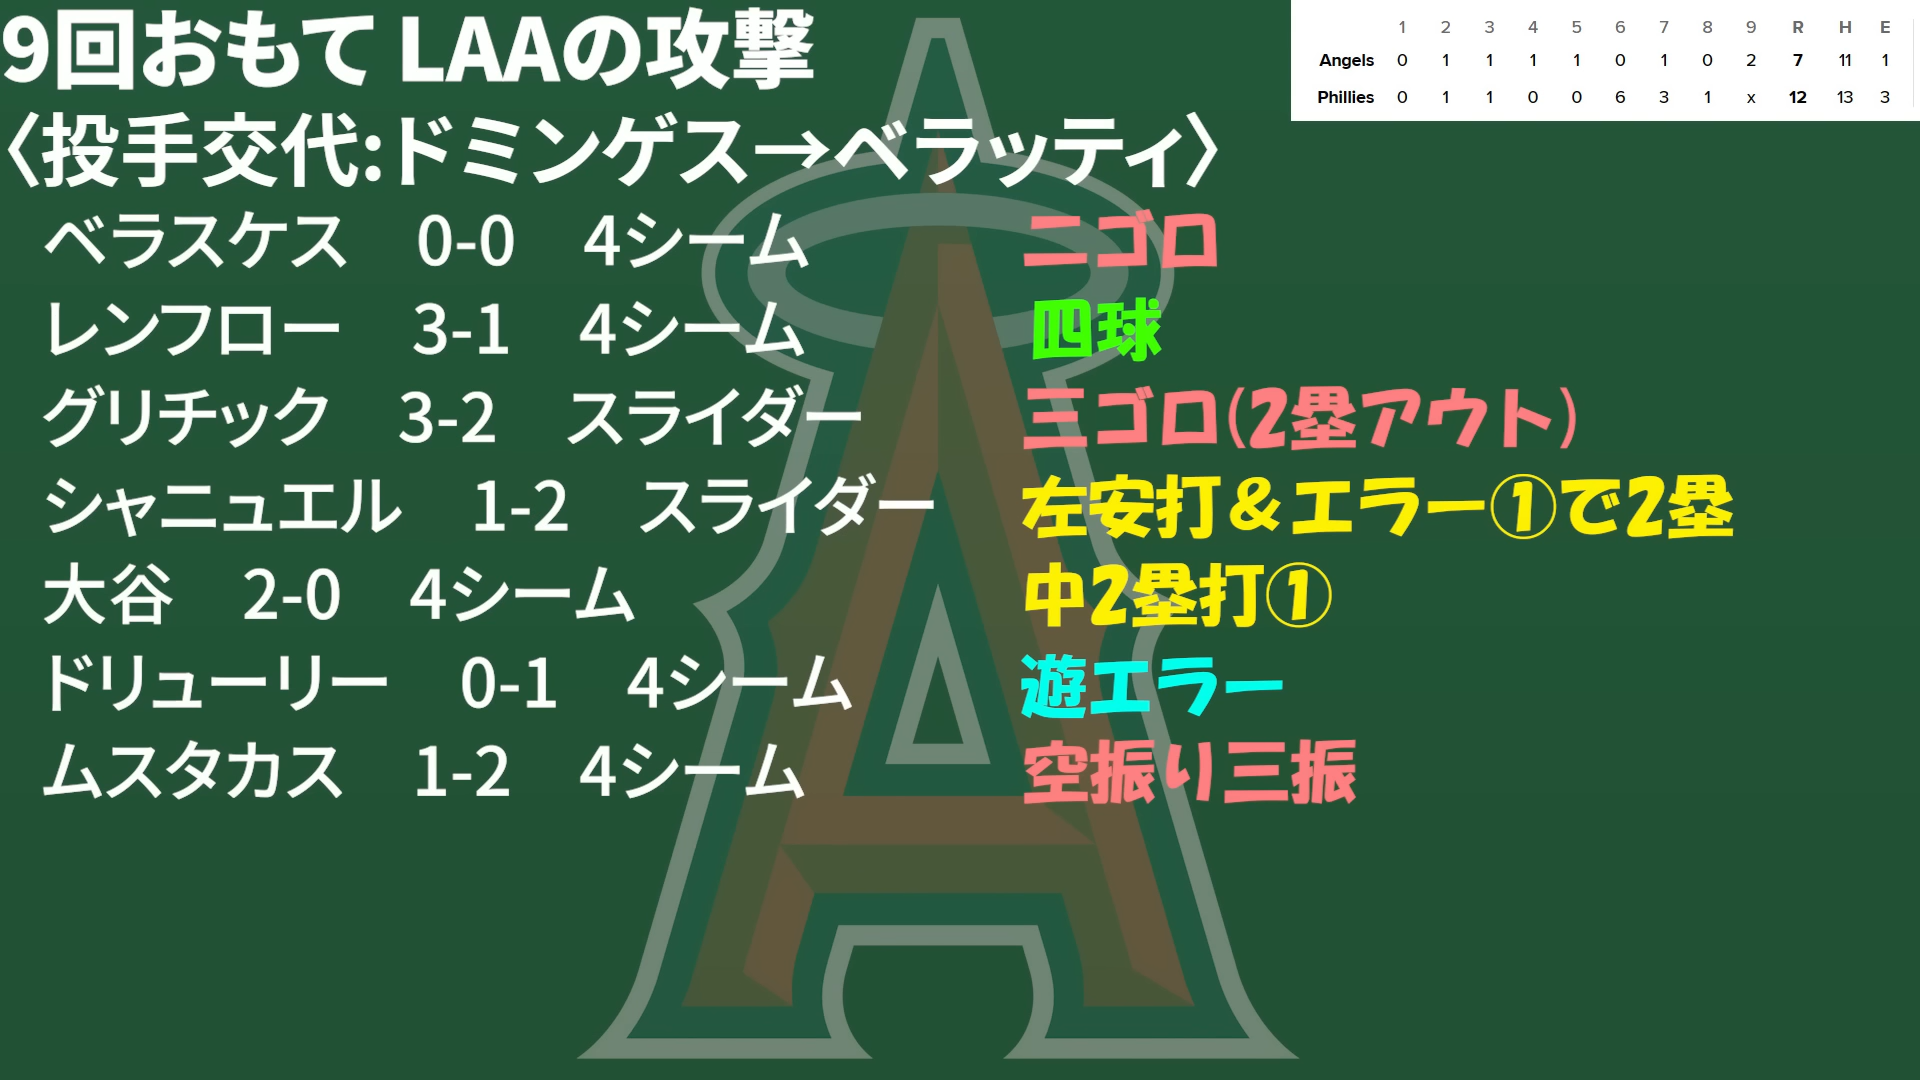 9回おもて LAAの攻撃
〈投手交代:ドミンゲス→ベラッティ〉
ベラスケス 0-0 4シーム 二ゴロ
レンフロー 3-1 4シーム 四球
グリチック 3-2 スライダー 三ゴロ(2塁アウト)
シャニュエル 1-2 スライダー 左安打&エラー①で2塁
大谷 2-0 4シーム 中2塁打①
ドリューリー 0-1 4シーム 遊エラー
ムスタカス 1-2 4シーム 空振り三振
1 2 3 4 5 6 7 8 9 R H E
Angels 0 1 1 1 1 0 1 0 2 7 11 1
Phillies 0 1 1 0 0 6 3 1 x 12 13 3